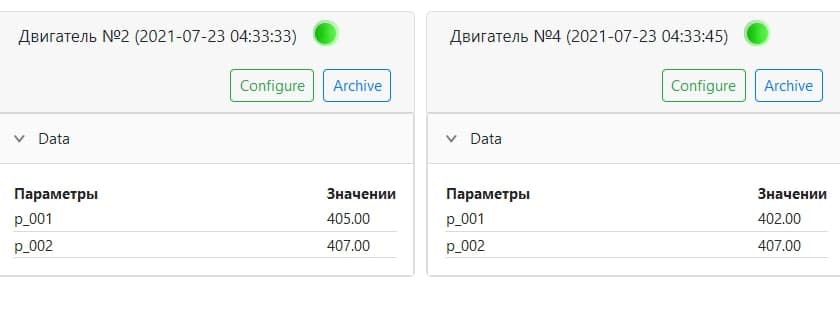 Двигатель №2 (2021-07-23 04:33:33)
Configure Archive
Data
Параметры Значении
p_001 405.00
p_002 407.00
Двигатель №4 (2021-07-23 04:33:45)
Configure Archive
Data
Параметры Значении
p_001 402.00
p_002 407.00